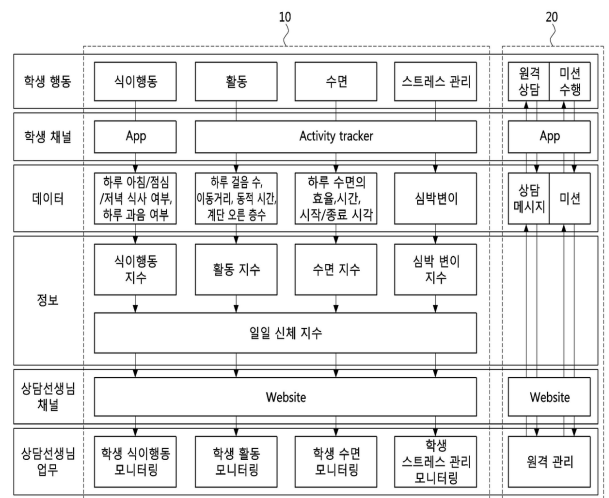 10
20
학생 행동
식이행동
활동
수면
스트레스 관리
원격
상담
미션
수행
학생 채널
App
Activity tracker
App
데이터
하루 아침/점심
/저녁 식사 여부,
하루 과음 여부
하루 걸음 수,
이동거리, 동적 시간,
계단 오른 층수
하루 수면의
효율,시간,
시작/종료 시각
심박변이
상담
메시지
미션
정보
식이행동
지수
활동 지수
수면 지수
심박 변이
지수
일일 신체 지수
상담선생님
채널
Website
Website
상담선생님
업무
학생 식이행동
모니터링
학생 활동
모니터링
학생 수면
모니터링
학생
스트레스 관리
모니터링
원격 관리